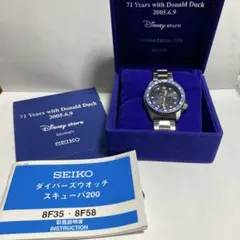 71 Years with Donald Duck
2005.6.9
Disney store
SEIKO
71 Years with Donald Duck
2005.6.9
Disney store
SEIKO
ダイバーズウオッチ
スキューバ200
8F35・8F58
取扱説明書
INSTRUCTION